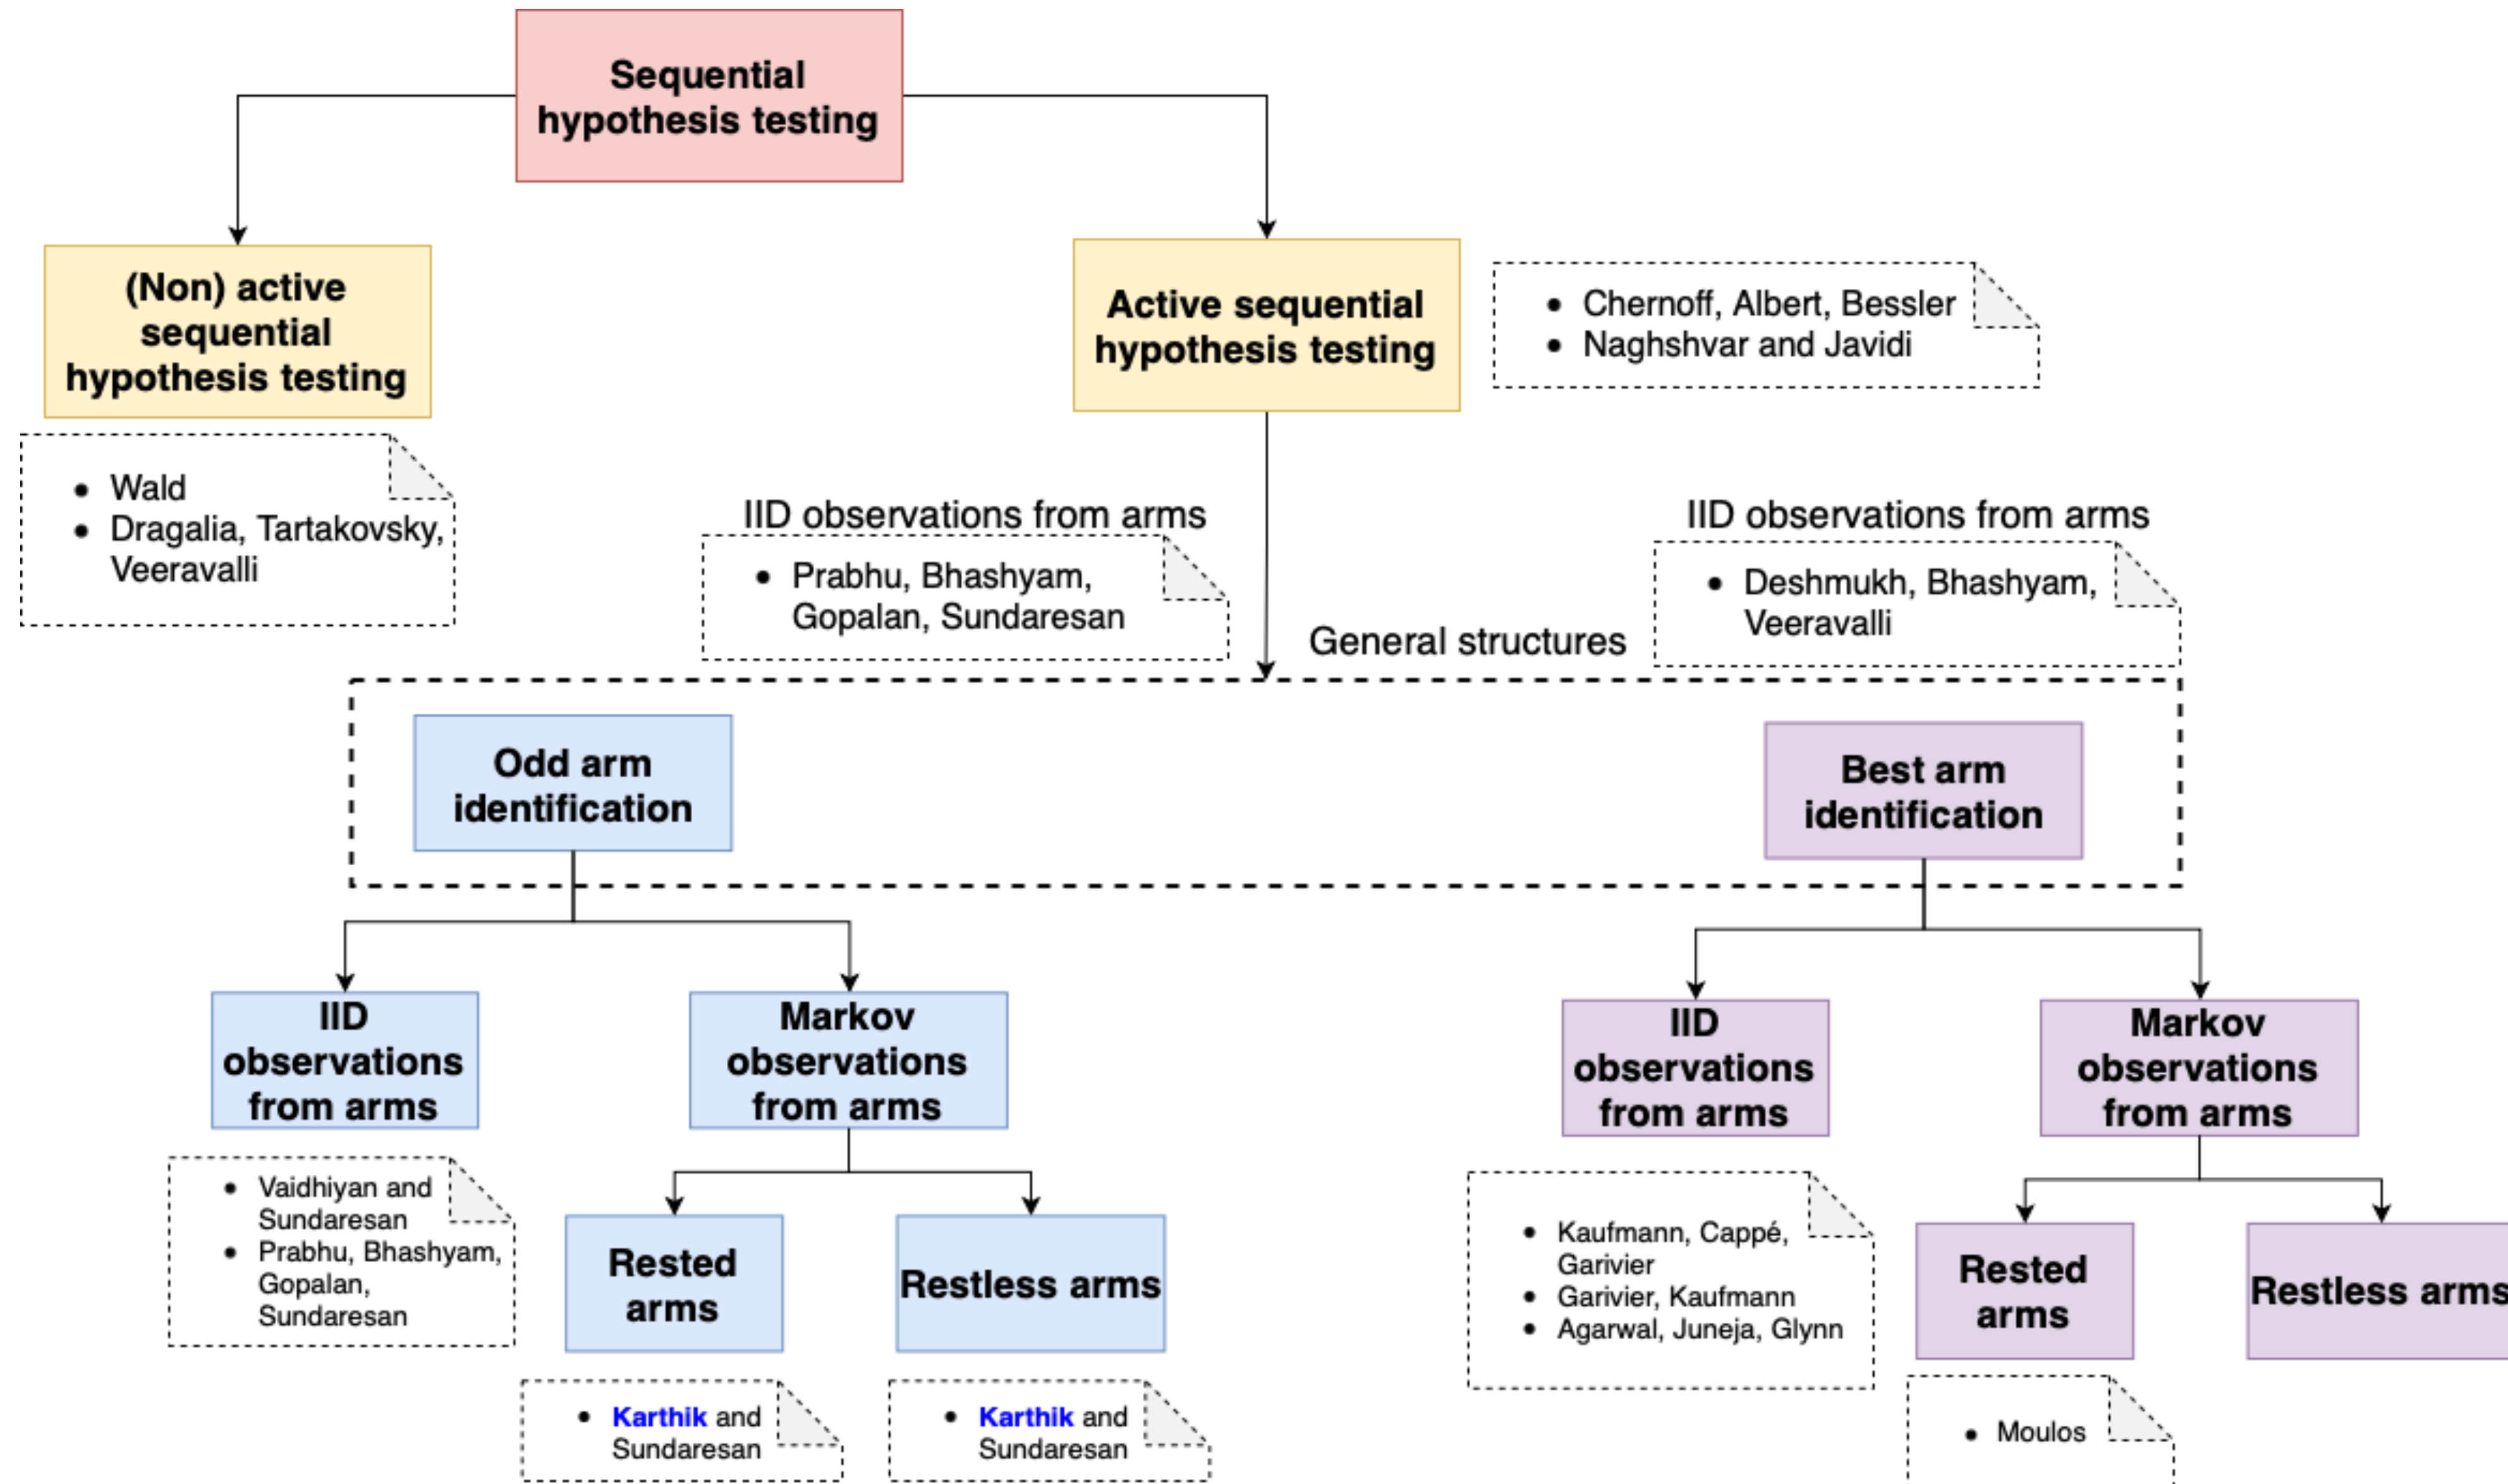 Sequential
hypothesis testing
(Non) active
sequential
hypothesis testing
Active sequential
hypothesis testing
• Chernoff, Albert, Bessler
• Naghshvar and Javidi
• Wald
• Dragalia, Tartakovsky,
Veeravalli
IID observations from arms
• Prabhu, Bhashyam,
Gopalan, Sundaresan
General structures
IID observations from arms
• Deshmukh, Bhashyam,
Veeravalli
Odd arm
identification
Best arm
identification
IID
observations
from arms
Markov
observations
from arms
IID
observations
from arms
Markov
observations
from arms
• Vaidhiyan and
Sundaresan
• Prabhu, Bhashyam,
Gopalan,
Sundaresan
Rested
arms
Restless arms
• Kaufmann, Cappé,
Garivier
• Garivier, Kaufmann
• Agarwal, Juneja, Glynn
Rested
arms
Restless arms
• Karthik and
Sundaresan
• Karthik and
Sundaresan
• Moulos